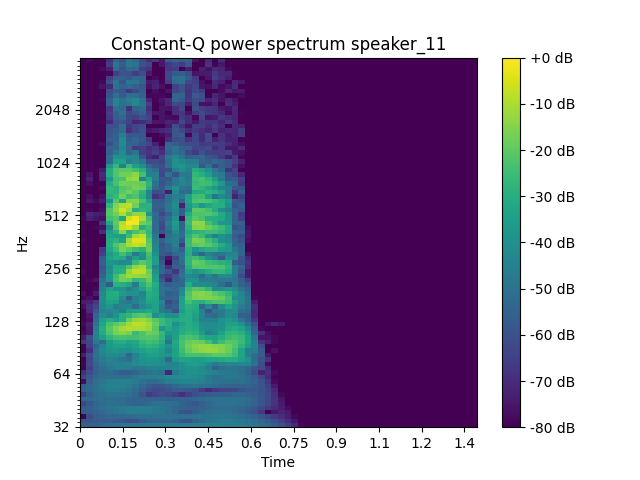 Constant-Q power spectrum speaker_11
+0 dB
-10 dB
-20 dB
-30 dB
-40 dB
-50 dB
-60 dB
-70 dB
-80 dB
Hz
2048
1024
512
256
128
64
32
0 0.15 0.3 0.45 0.6 0.75 0.9 1.1 1.2 1.4
Time